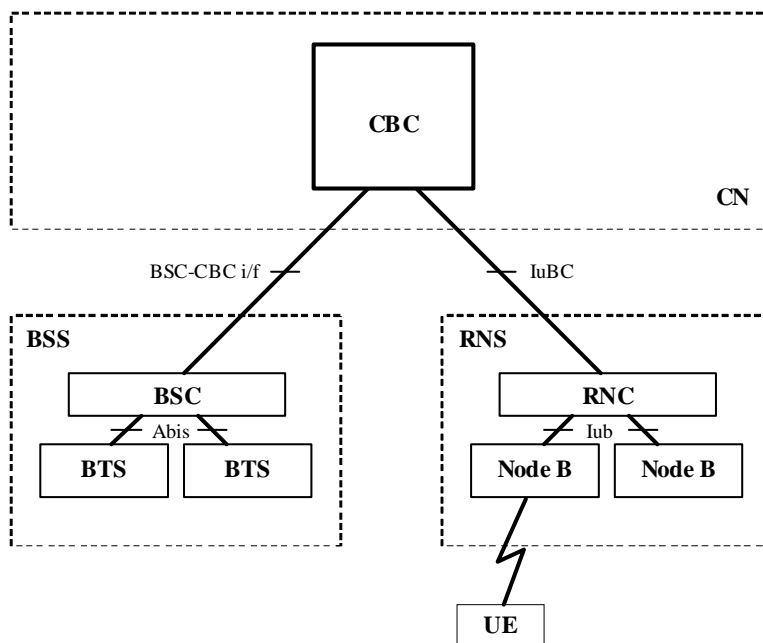 CBC
CN
BSC-CBC i/f
IuBC
BSS
RNS
BSC
RNC
Abis
Iub
BTS
BTS
Node B
Node B
UE